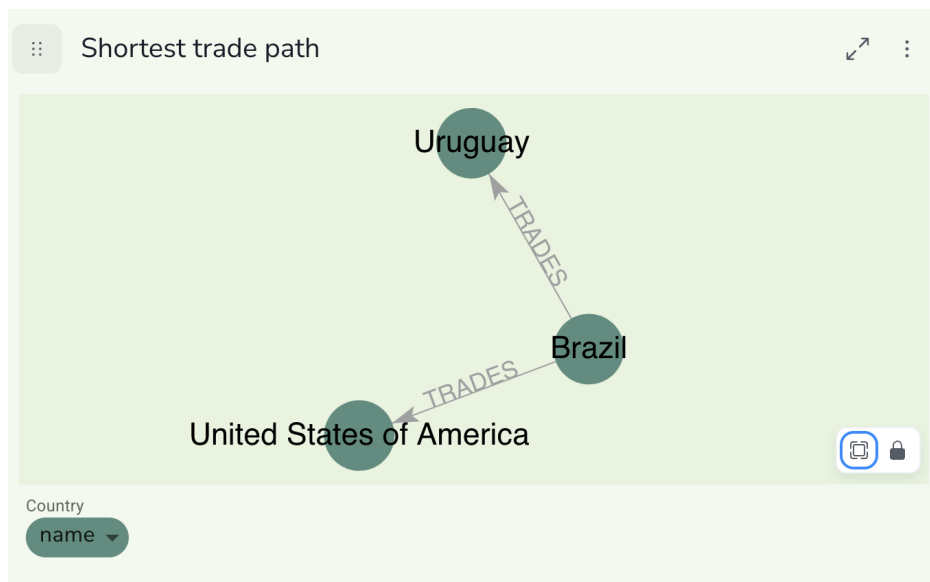 Shortest trade path
Uruguay
TRADES
Brazil
TRADES
United States of America
Country
name